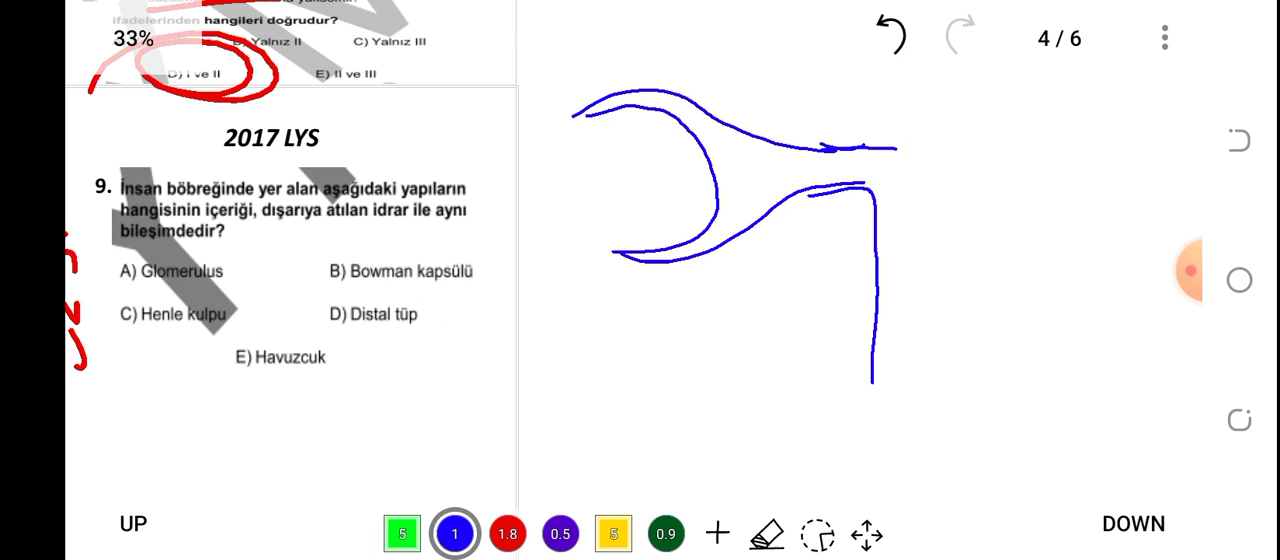 ifadelerinden hangileri doğrudur?
33%
Yalnız II
C) Yalnız III
4 / 6
D) I ve II
E) II ve III
2017 LYS
9. İnsan böbreğinde yer alan aşağıdaki yapıların
hangisinin içeriği, dışarıya atılan idrar ile aynı
bileşimdedir?
A) Glomerulus
B) Bowman kapsülü
C) Henle kulpu
D) Distal tüp
E) Havuzcuk
UP
5
1
1.8
0.5
5
0.9
DOWN